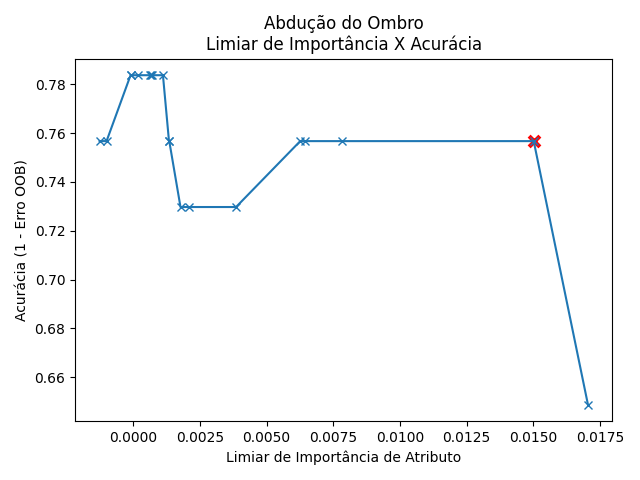 Abdução do Ombro
Limiar de Importância X Acurácia
Acurácia (1 - Erro OOB)
0.78
0.76
0.74
0.72
0.70
0.68
0.66
0.0000 0.0025 0.0050 0.0075 0.0100 0.0125 0.0150 0.0175
Limiar de Importância de Atributo